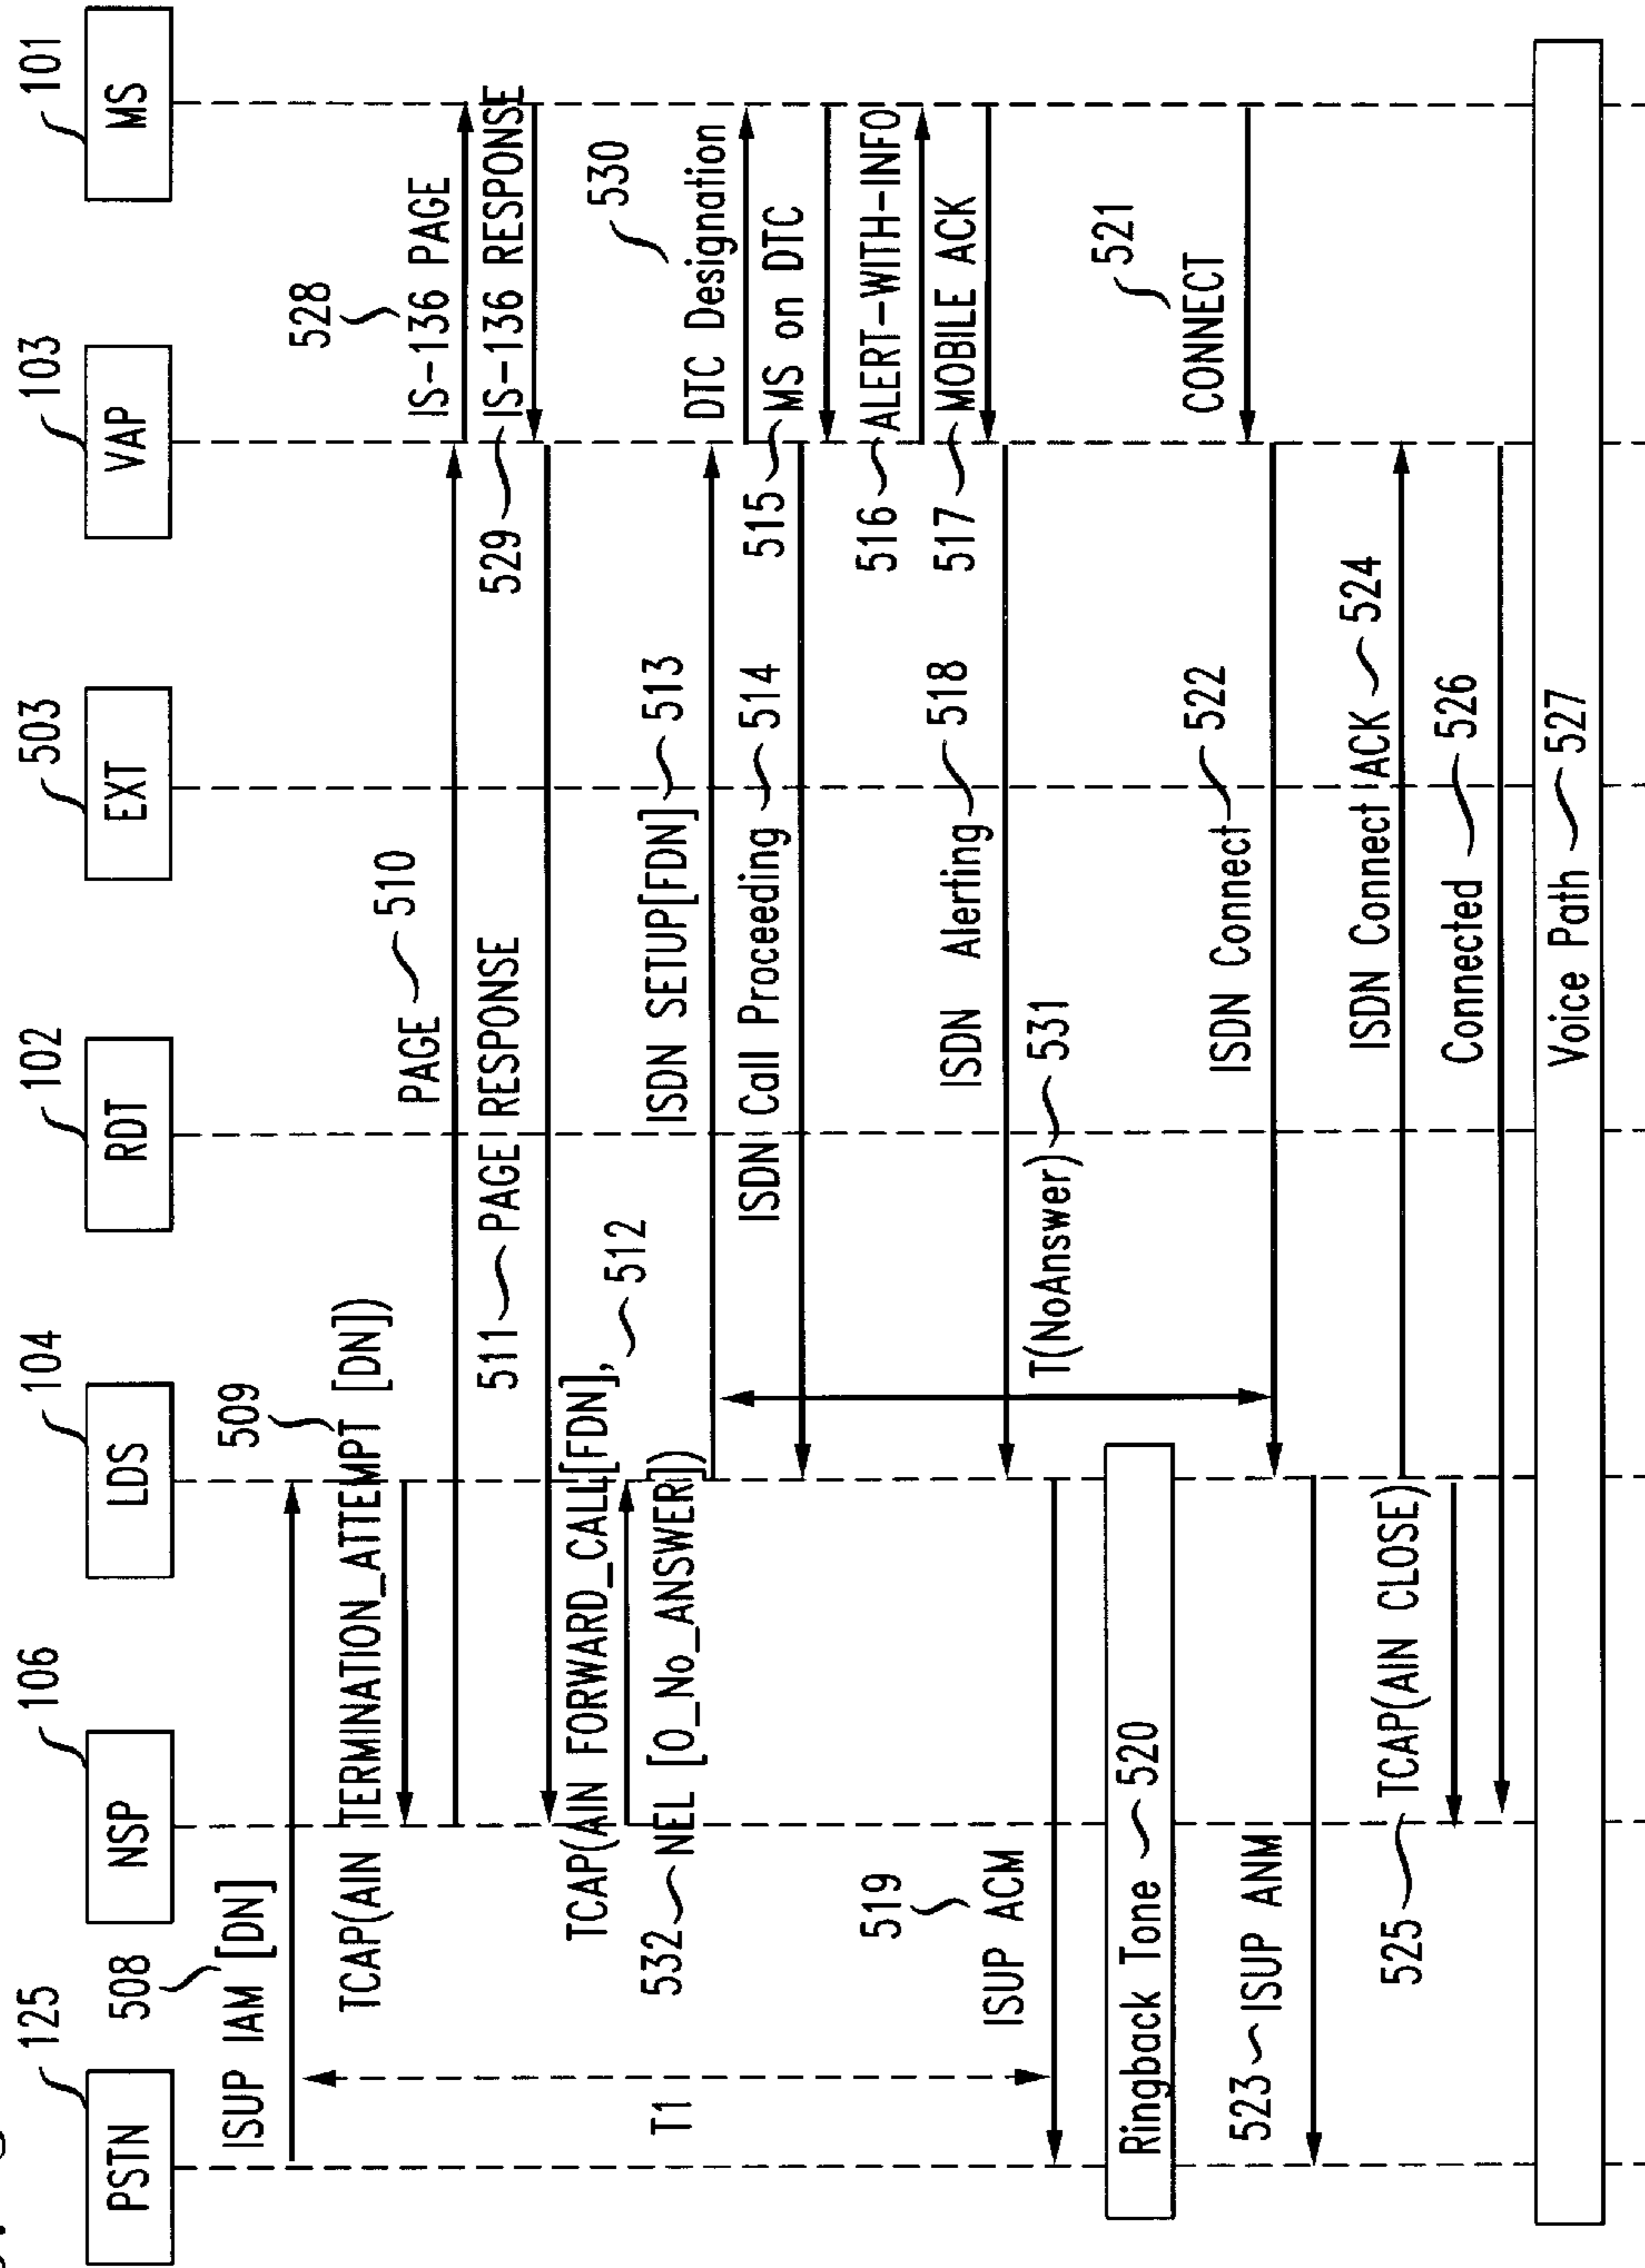 125
106
104
102
503
103
101
PSTN
NSP
LDS
RDT
EXT
VAP
MS
508
ISUP IAM [DN]
509
TCAP(AIN TERMINATION_ATTEMPT [DN])
PAGE 510
528
IS-136 PAGE
511 PAGE RESPONSE
529 IS-136 RESPONSE
TCAP(AIN FORWARD_CALL[FDN], 512
532 NEL [O_No_ANSWER])
ISDN SETUP[FDN] 513
530
DTC Designation
ISDN Call Proceeding 514
515 MS on DTC
516 ALERT-WITH-INFO
517 MOBILE ACK
ISDN Alerting 518
T1
519
ISUP ACM
T(NoAnswer) 531
Ringback Tone 520
521
CONNECT
ISDN Connect 522
523 ISUP ANM
ISDN Connect ACK 524
525 TCAP(AIN CLOSE)
Connected 526
Voice Path 527